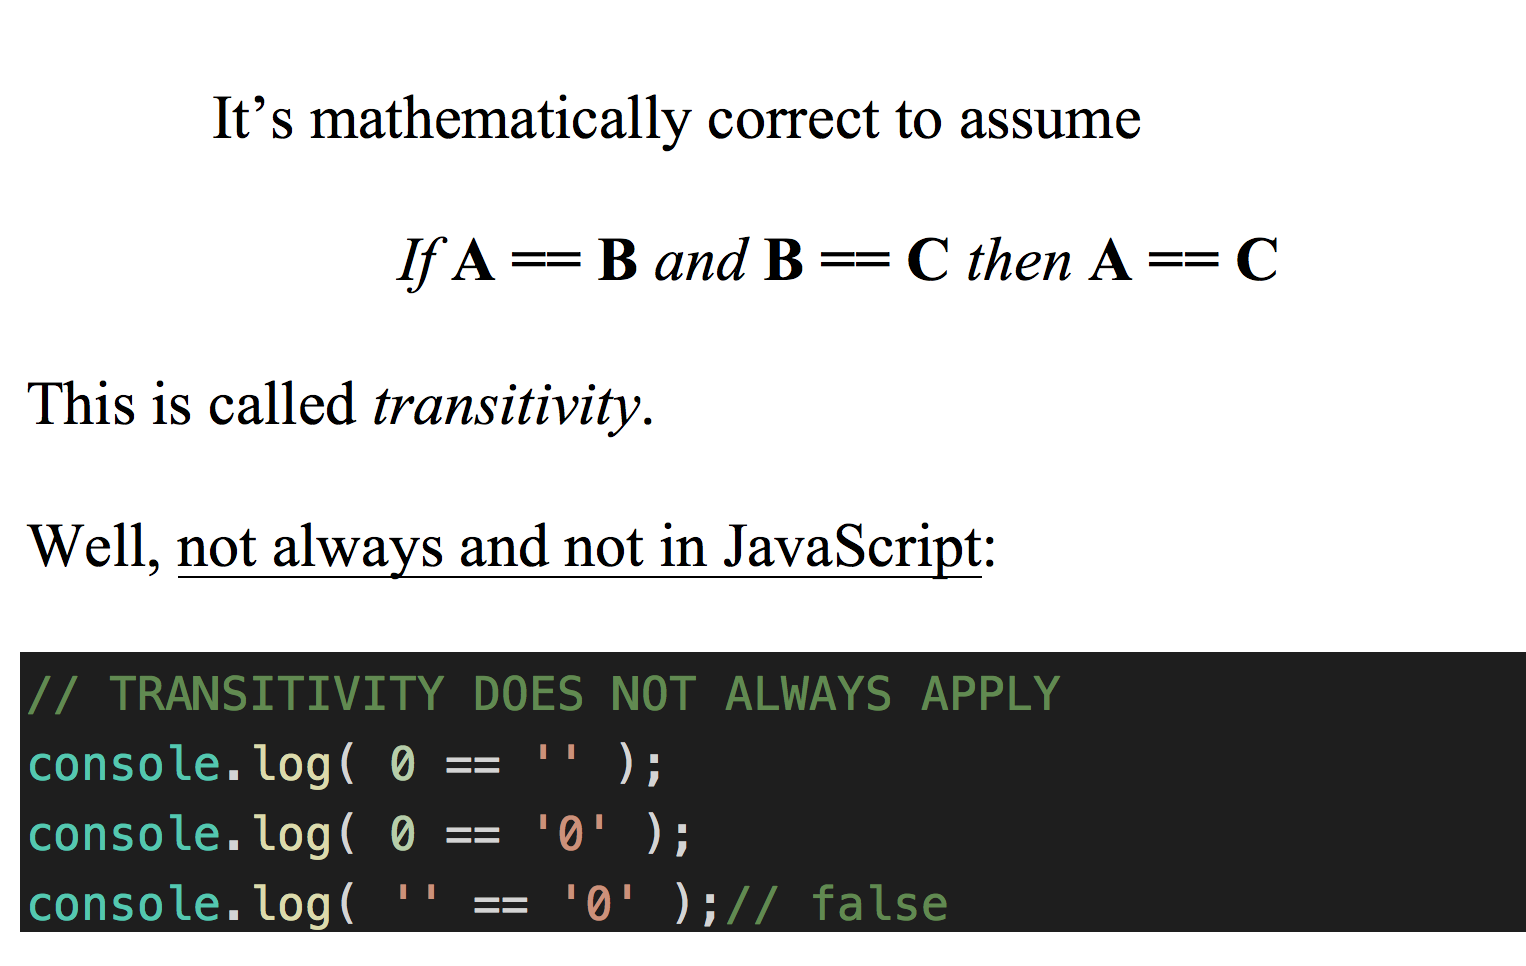 It’s mathematically correct to assume
If A == B and B == C then A == C
This is called transitivity.
Well, not always and not in JavaScript:
// TRANSITIVITY DOES NOT ALWAYS APPLY
console.log( 0 == '' );
console.log( 0 == '0' );
console.log( '' == '0' );// false